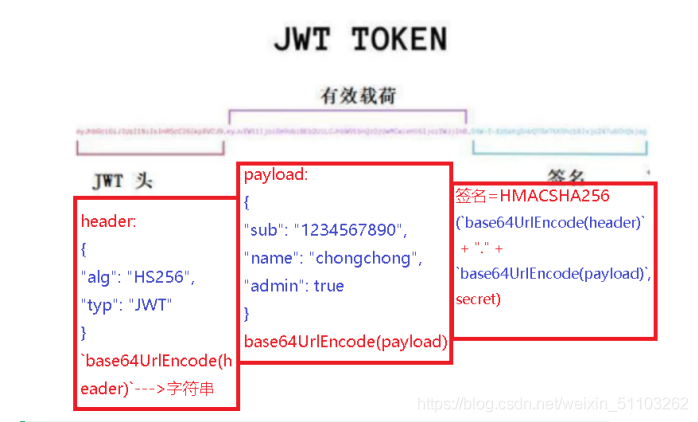 JWT TOKEN
有效载荷
JWT 头
签名
header:
{
"alg": "HS256",
"typ": "JWT"
}
`base64UrlEncode(h
eader)`--->字符串
payload:
{
"sub": "1234567890",
"name": "chongchong",
"admin": true
}
base64UrlEncode(payload)
签名=HMACSHA256
(`base64UrlEncode(header)`
+ "." +
`base64UrlEncode(payload)`,
secret)
https://blog.csdn.net/weixin_51103262